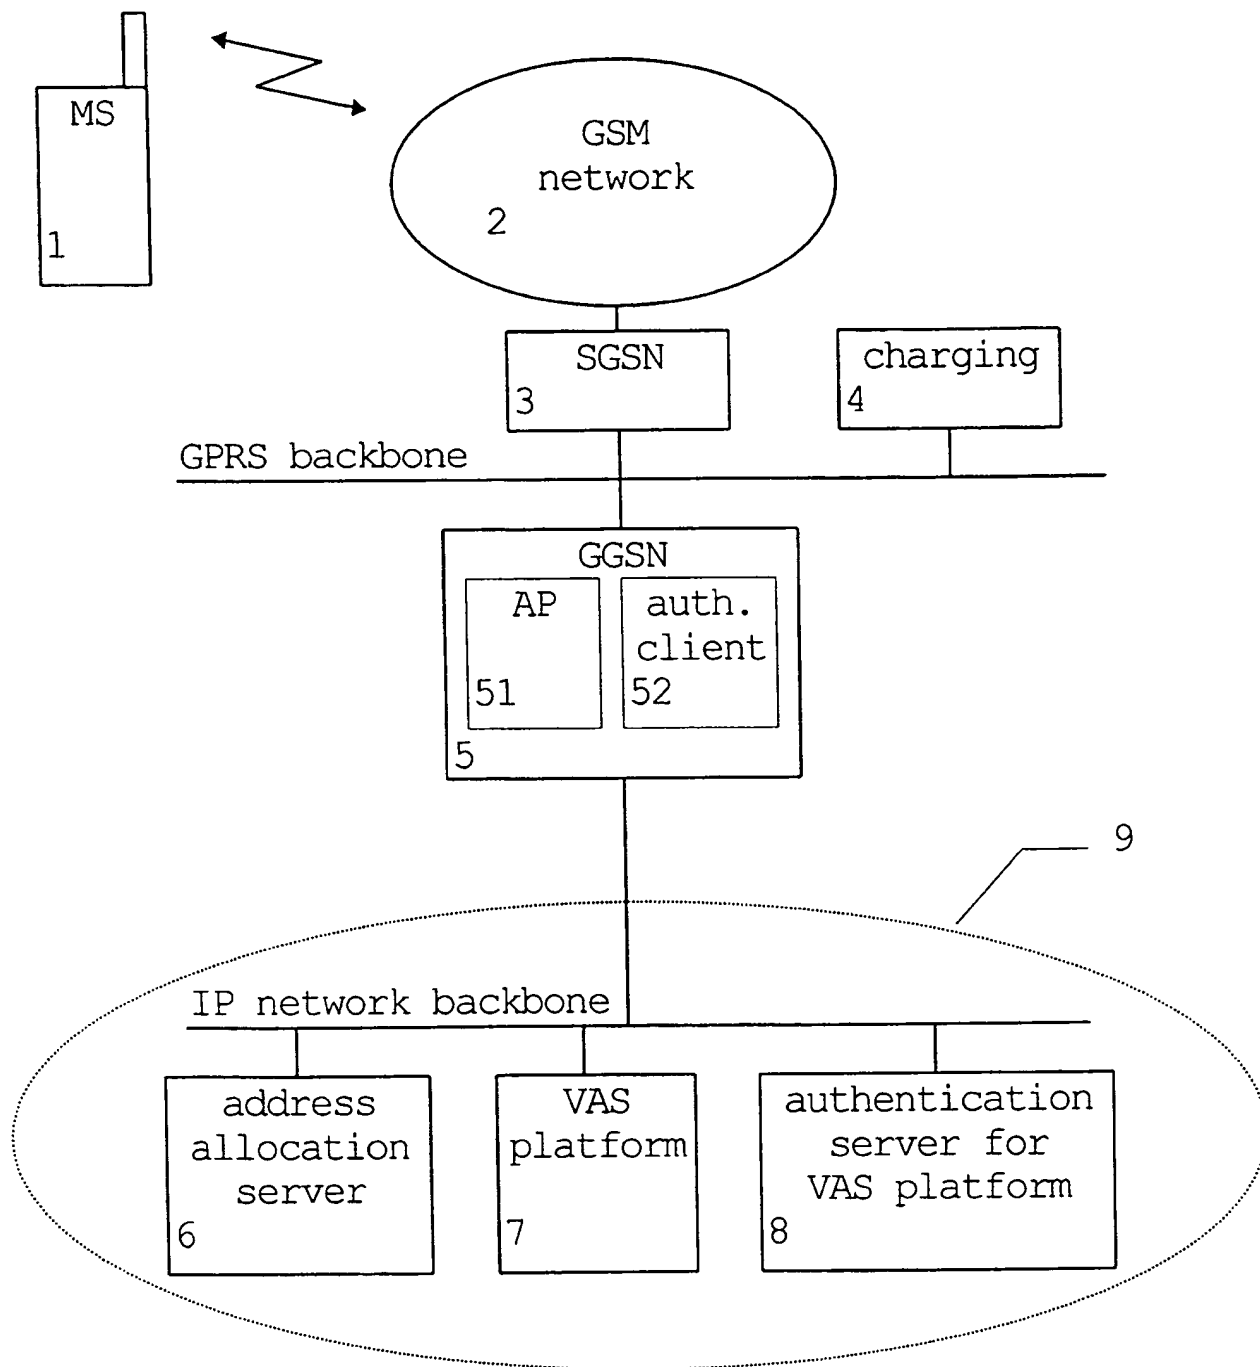 MS
1
GSM
network
2
SGSN
3
charging
4
GPRS backbone
GGSN
AP
51
auth.
client
52
5
9
IP network backbone
address
allocation
server
6
VAS
platform
7
authentication
server for
VAS platform
8